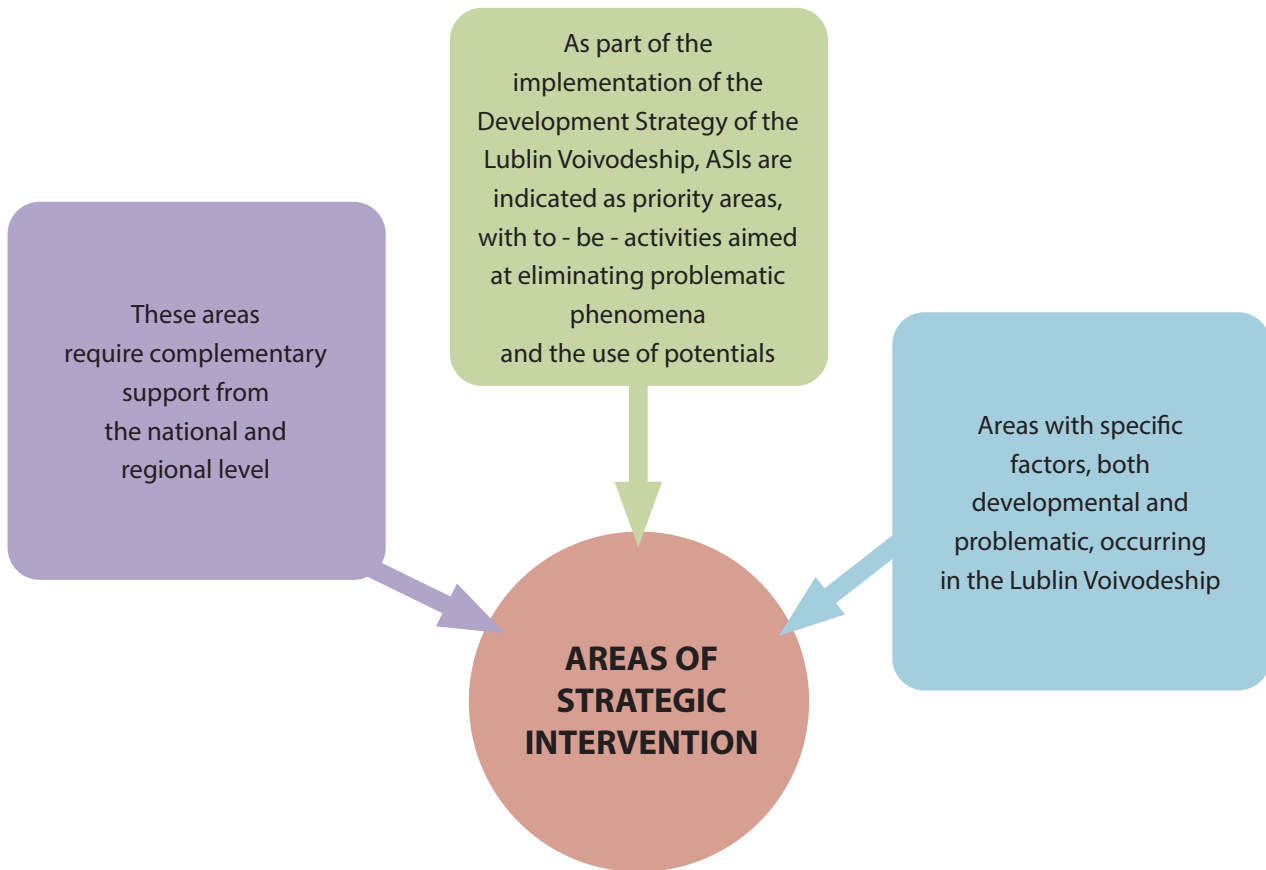 As part of the
implementation of the
Development Strategy of the
Lublin Voivodeship, ASIs are
indicated as priority areas,
with to - be - activities aimed
at eliminating problematic
phenomena
and the use of potentials
These areas
require complementary
support from
the national and
regional level
Areas with specific
factors, both
developmental and
problematic, occurring
in the Lublin Voivodeship
AREAS OF
STRATEGIC
INTERVENTION